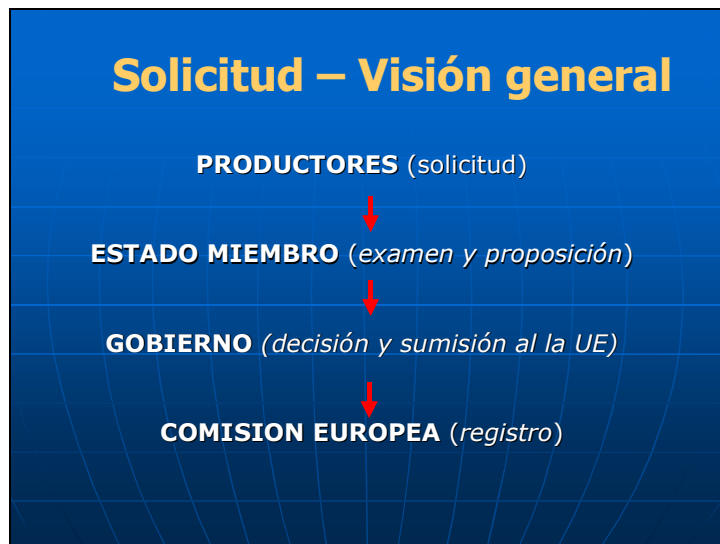 Solicitud – Visión general
PRODUCTORES (solicitud)
ESTADO MIEMBRO (examen y proposición)
GOBIERNO (decisión y sumisión al la UE)
COMISION EUROPEA (registro)